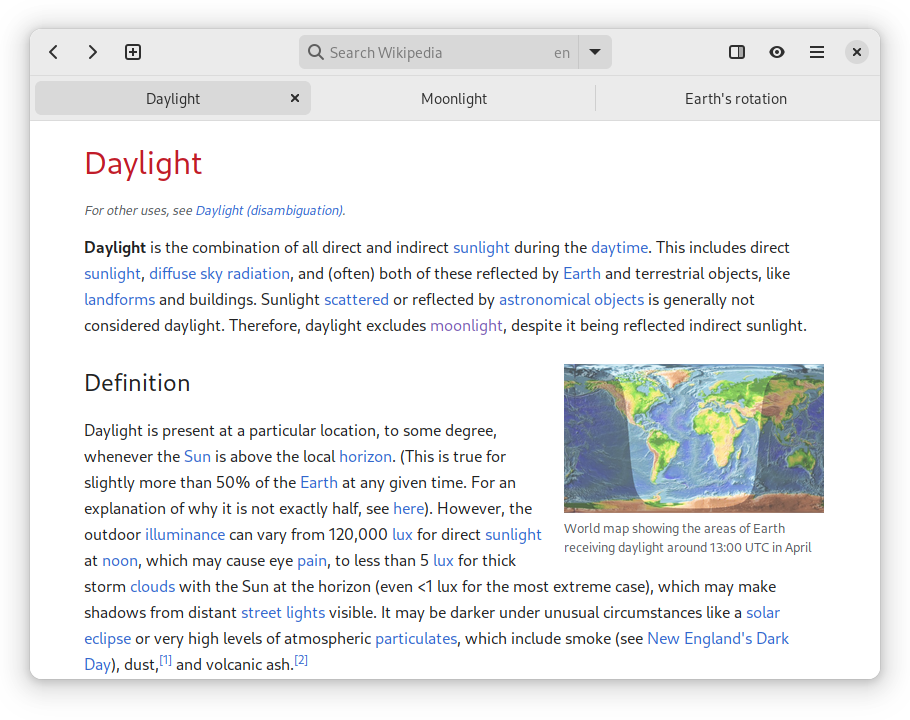 Search Wikipedia en
Daylight Moonlight Earth's rotation
Daylight
For other uses, see Daylight (disambiguation).
Daylight is the combination of all direct and indirect sunlight during the daytime. This includes direct
sunlight, diffuse sky radiation, and (often) both of these reflected by Earth and terrestrial objects, like
landforms and buildings. Sunlight scattered or reflected by astronomical objects is generally not
considered daylight. Therefore, daylight excludes moonlight, despite it being reflected indirect sunlight.
Definition
Daylight is present at a particular location, to some degree,
whenever the Sun is above the local horizon. (This is true for
slightly more than 50% of the Earth at any given time. For an
explanation of why it is not exactly half, see here). However, the
outdoor illuminance can vary from 120,000 lux for direct sunlight
at noon, which may cause eye pain, to less than 5 lux for thick
storm clouds with the Sun at the horizon (even <1 lux for the most extreme case), which may make
shadows from distant street lights visible. It may be darker under unusual circumstances like a solar
eclipse or very high levels of atmospheric particulates, which include smoke (see New England's Dark
Day), dust,[1] and volcanic ash.[2]
World map showing the areas of Earth
receiving daylight around 13:00 UTC in April